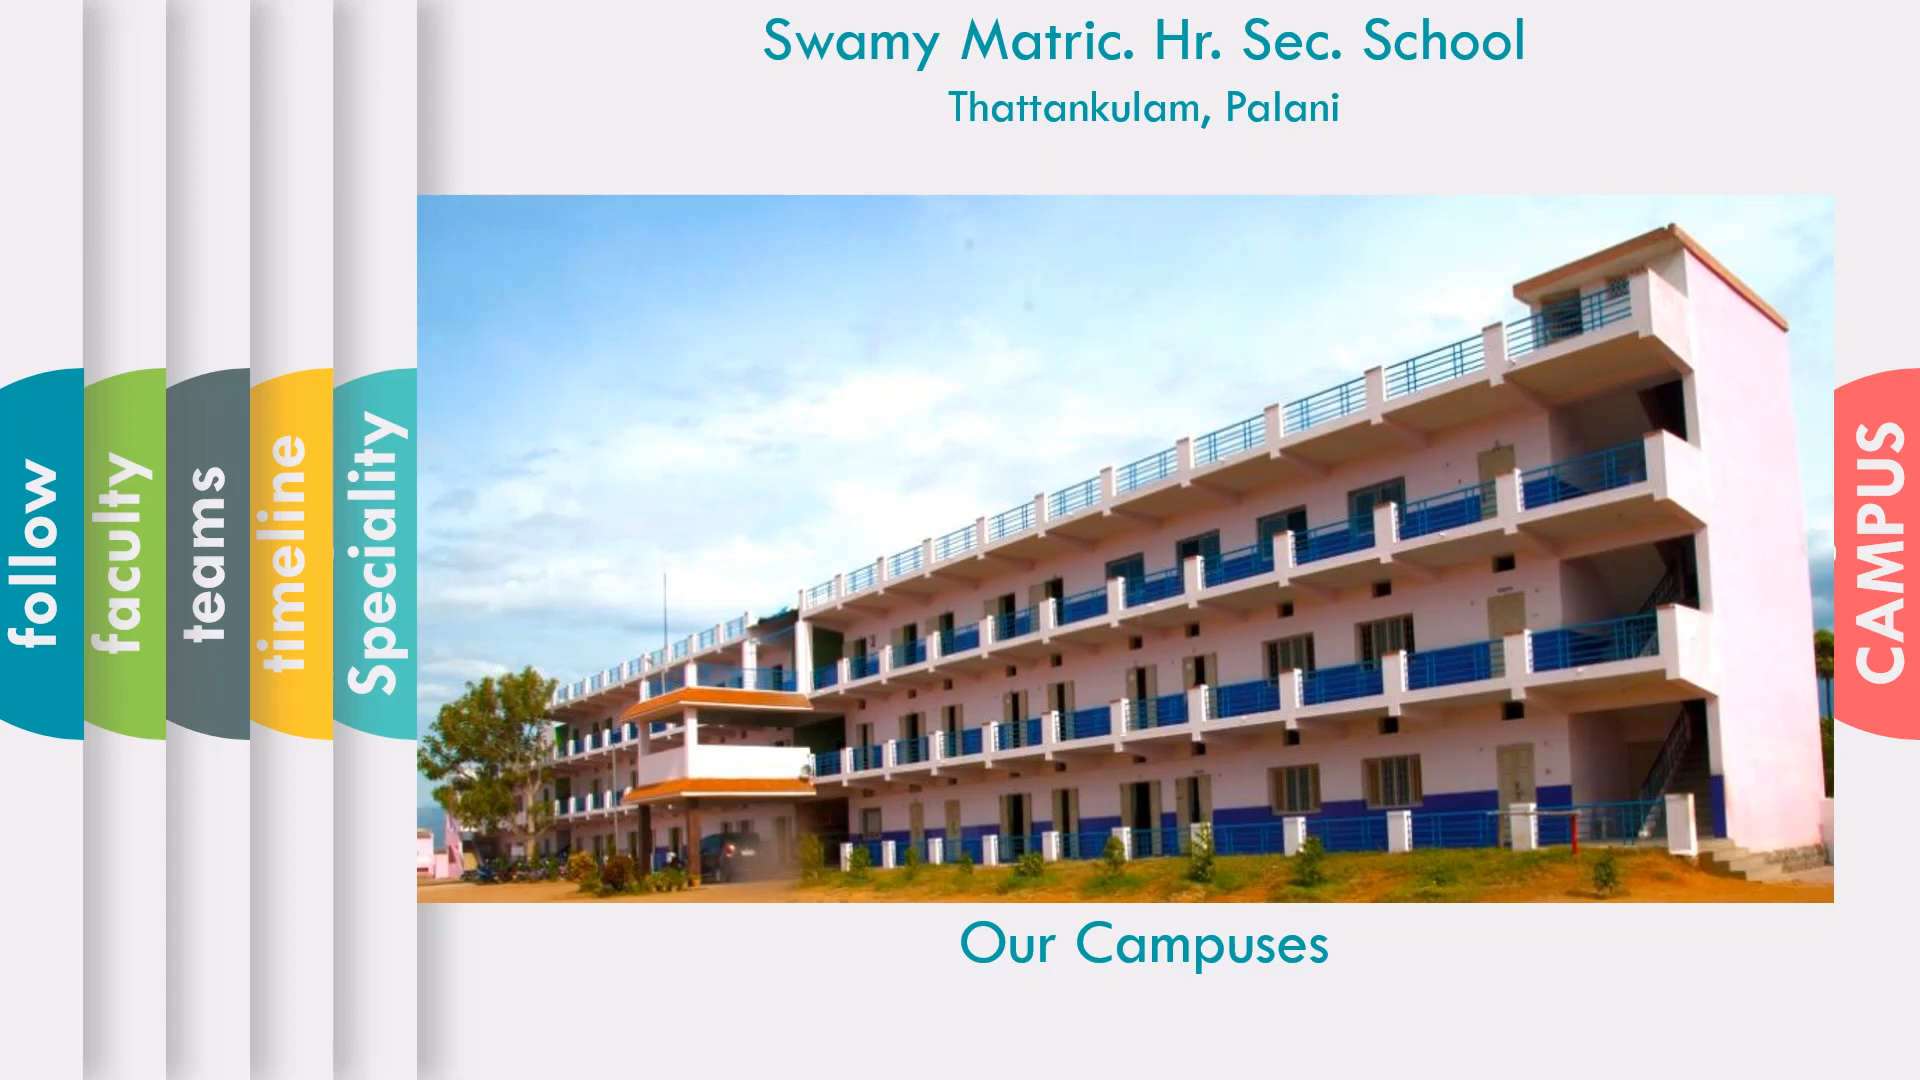 Swamy Matric. Hr. Sec. School
Thattankulam, Palani
follow
faculty
teams
timeline
Speciality
CAMPUS
Our Campuses